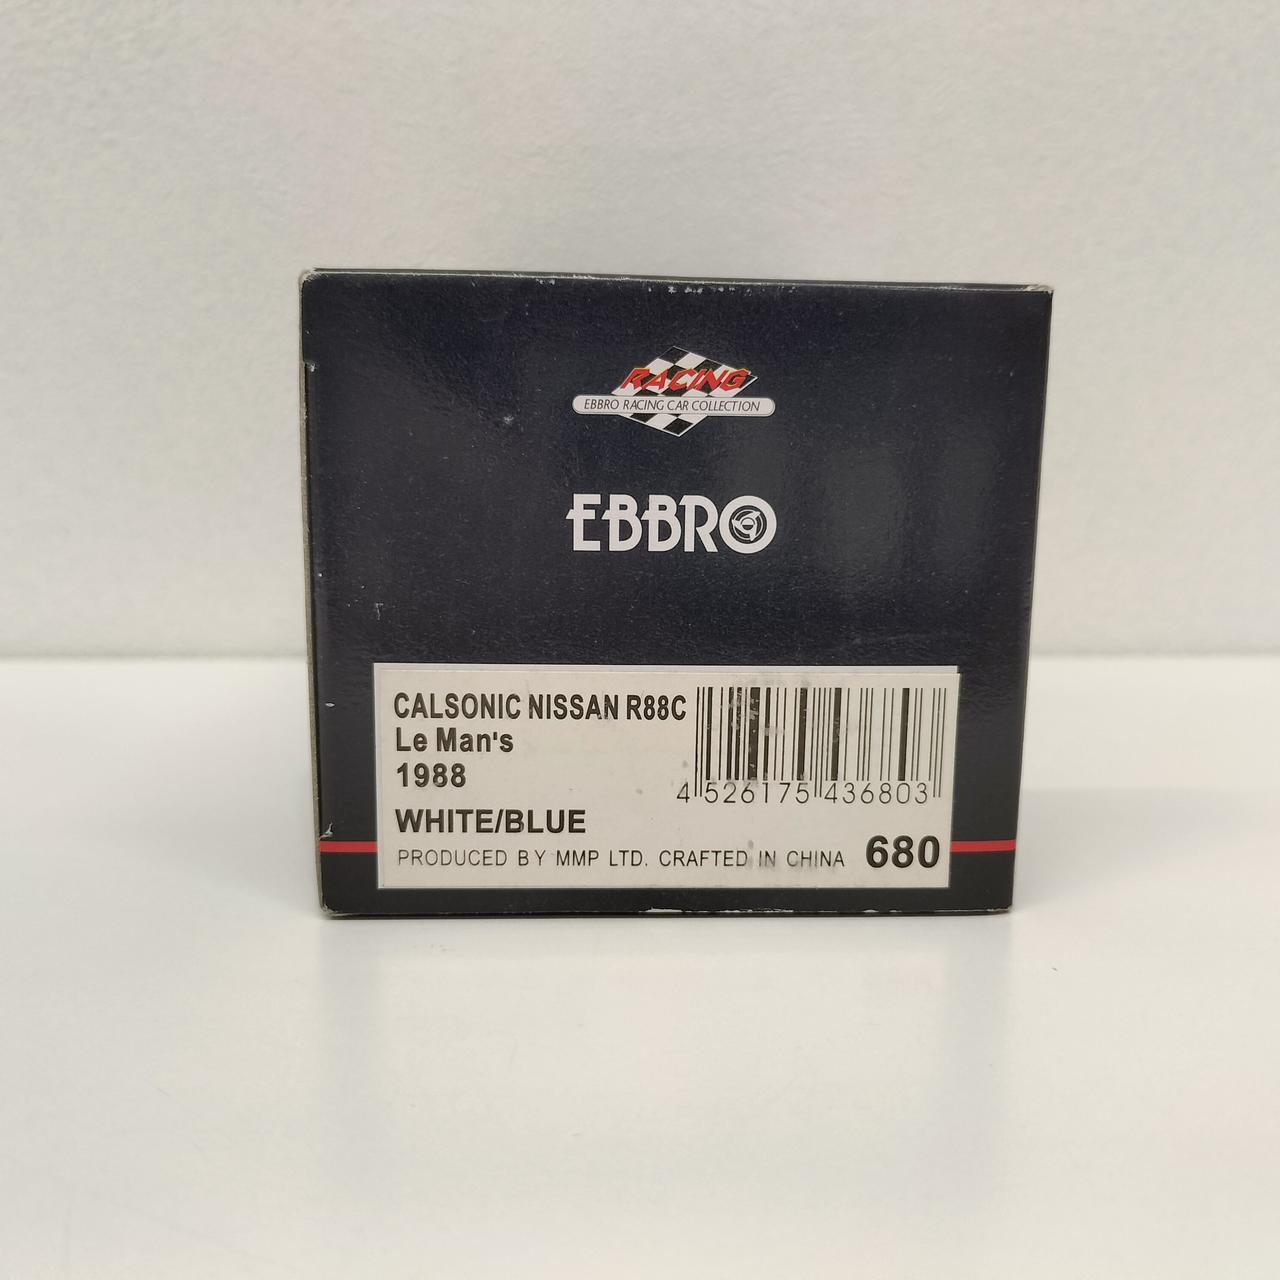 RACING
EBBRO RACING CAR COLLECTION
EBBRO
CALSONIC NISSAN R88C
Le Man's
1988
WHITE/BLUE
4 526175 436803
PRODUCED BY MMP LTD. CRAFTED IN CHINA 680